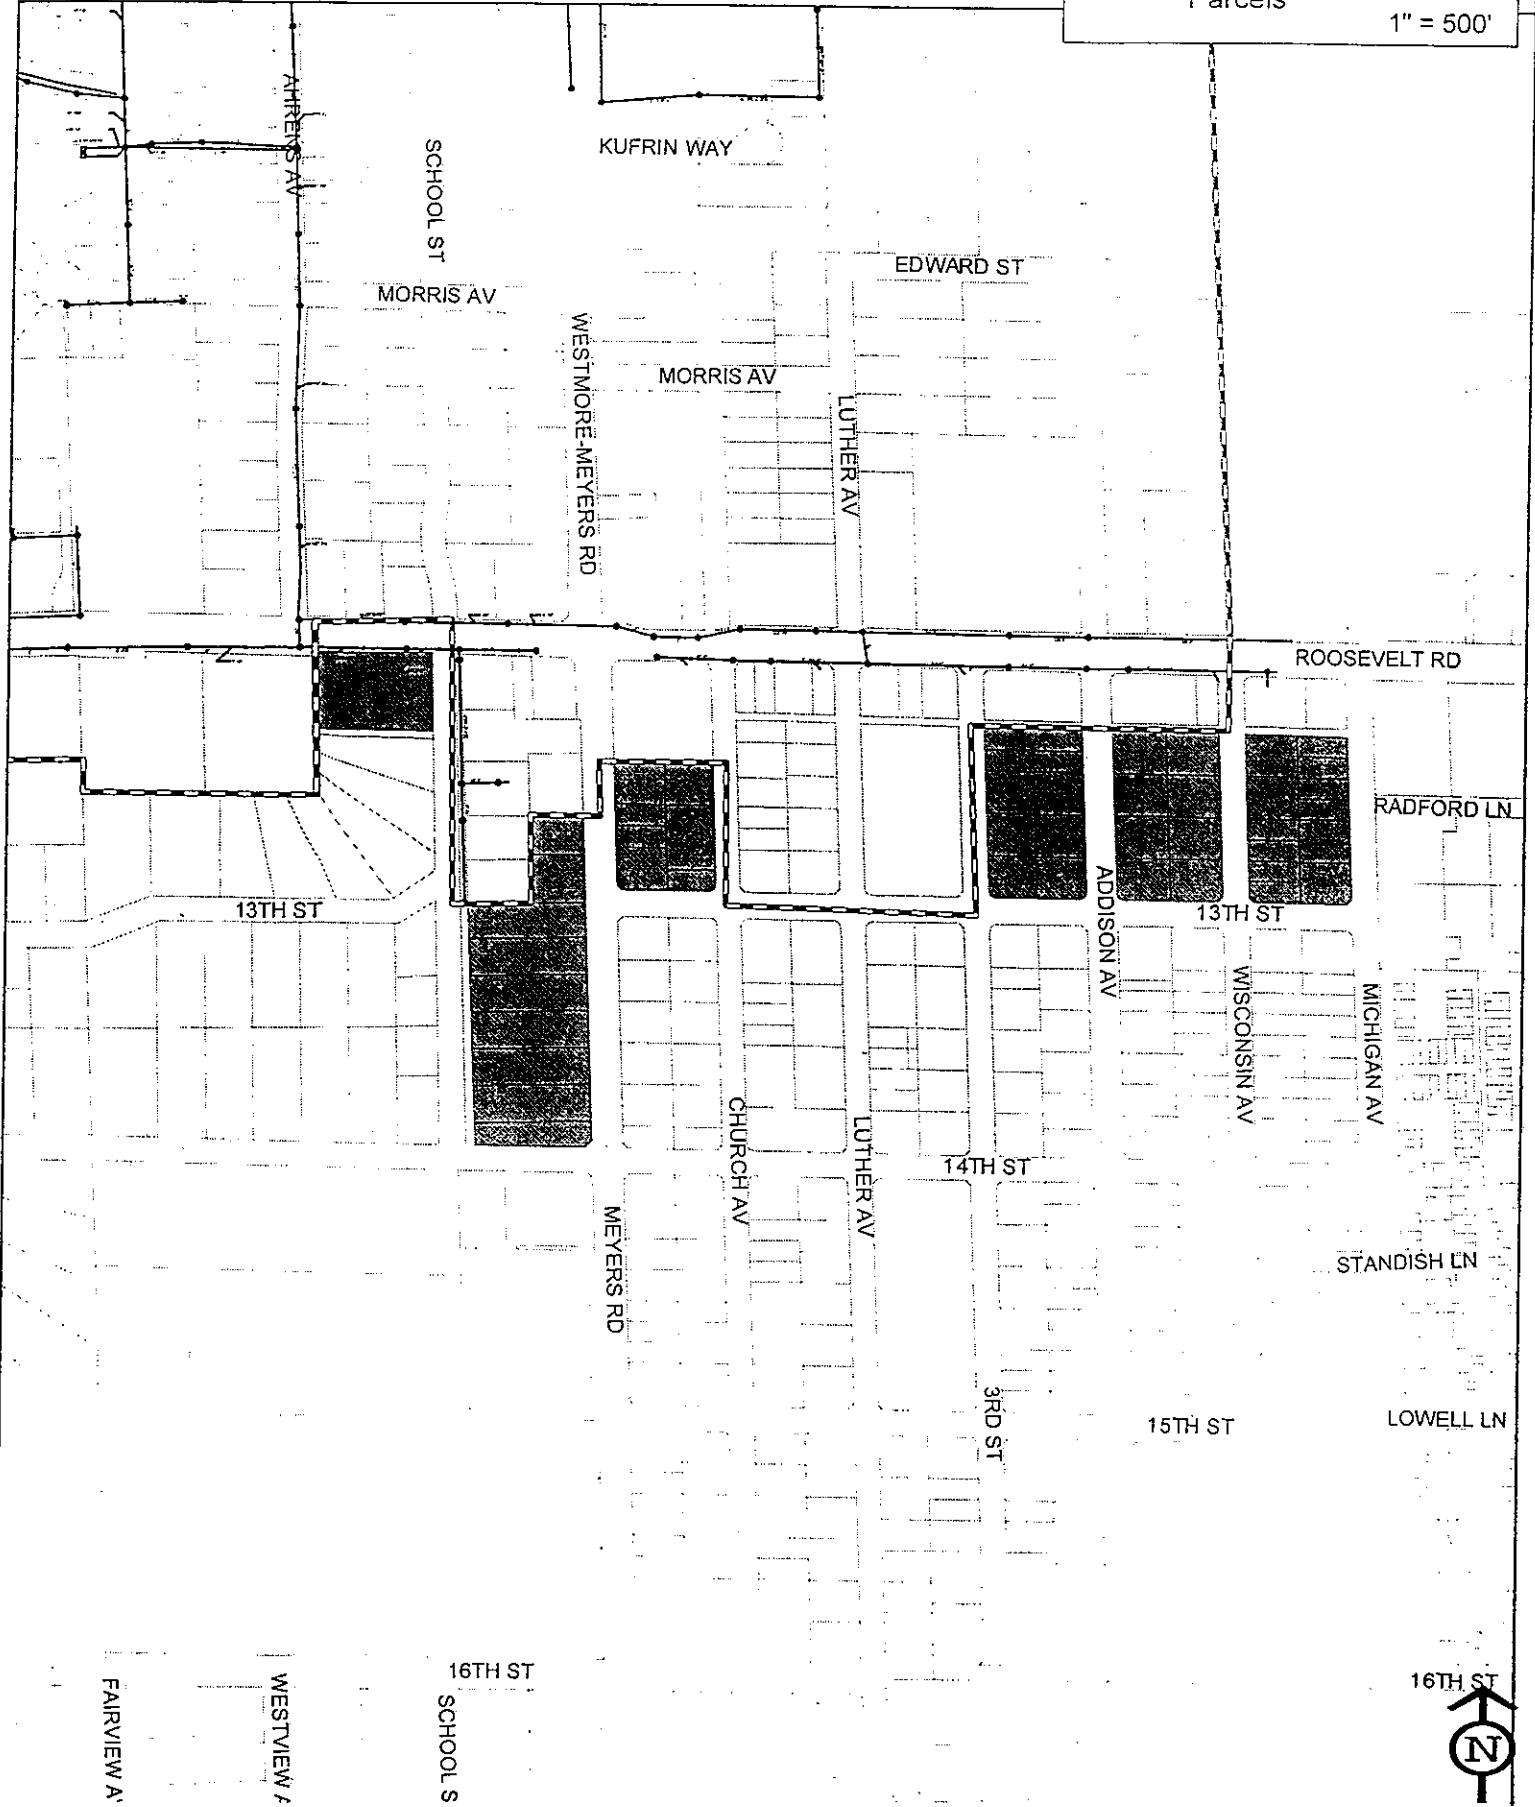 Parcels
1" = 500'
AHRENS AV
SCHOOL ST
KUFRIN WAY
EDWARD ST
MORRIS AV
WESTMORE-MEYERS RD
MORRIS AV
LUTHER AV
ROOSEVELT RD
RADFORD LN
13TH ST
ADDISON AV
13TH ST
WISCONSIN AV
MICHIGAN AV
CHURCH AV
LUTHER AV
14TH ST
MEYERS RD
STANDISH LN
3RD ST
15TH ST
LOWELL LN
16TH ST
16TH ST
FAIRVIEW A
WESTVIEW A
SCHOOL S
N